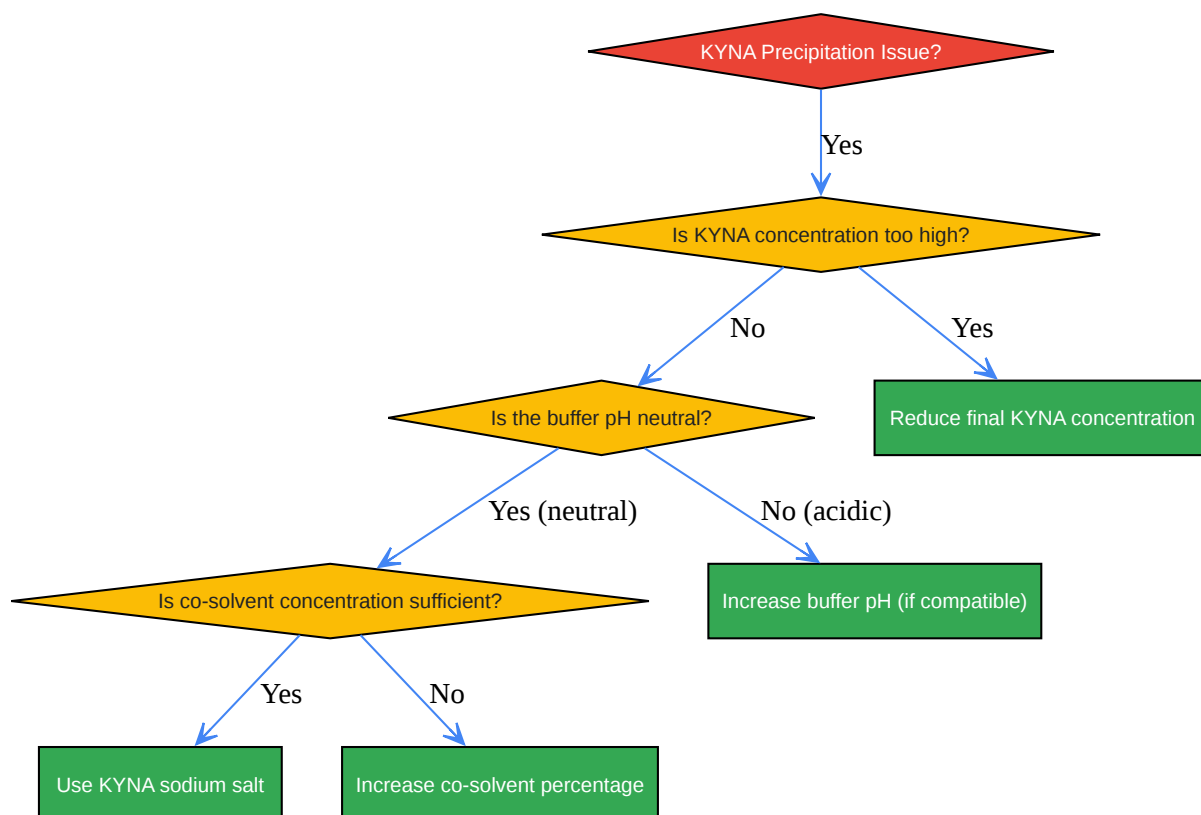 KYNA Precipitation Issue?
Yes
Is KYNA concentration too high?
No
Yes
Is the buffer pH neutral?
Reduce final KYNA concentration
Yes (neutral)
No (acidic)
Is co-solvent concentration sufficient?
Increase buffer pH (if compatible)
Yes
No
Use KYNA sodium salt
Increase co-solvent percentage